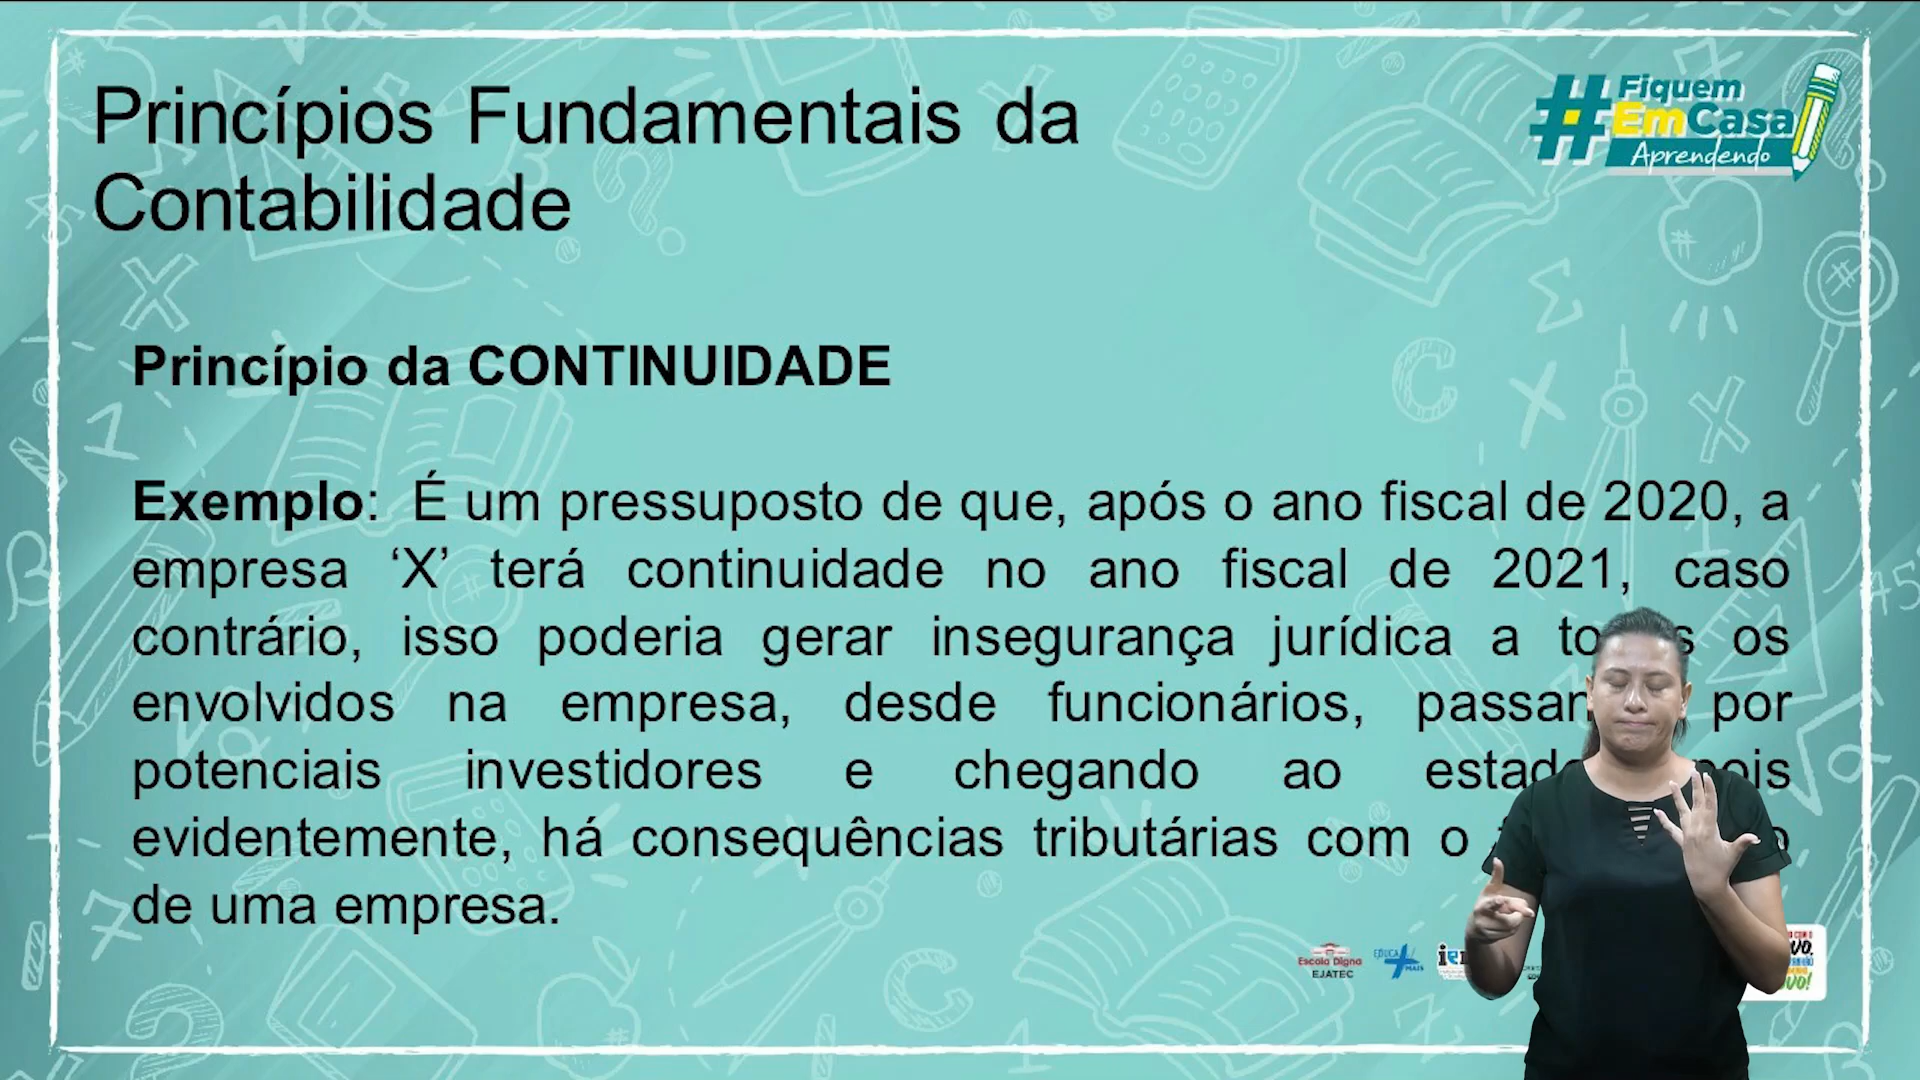 Princípios Fundamentais da
Contabilidade
#Fiquem
EmCasa
Aprendendo
Princípio da CONTINUIDADE
Exemplo: É um pressuposto de que, após o ano fiscal de 2020, a
empresa ‘X’ terá continuidade no ano fiscal de 2021, caso
contrário, isso poderia gerar insegurança jurídica a os
envolvidos na empresa, desde funcionários, por
potenciais investidores e chegando ao
evidentemente, há consequências tributárias com o
de uma empresa.
Escola Digna
EJATEC
EDUCA
MAIS